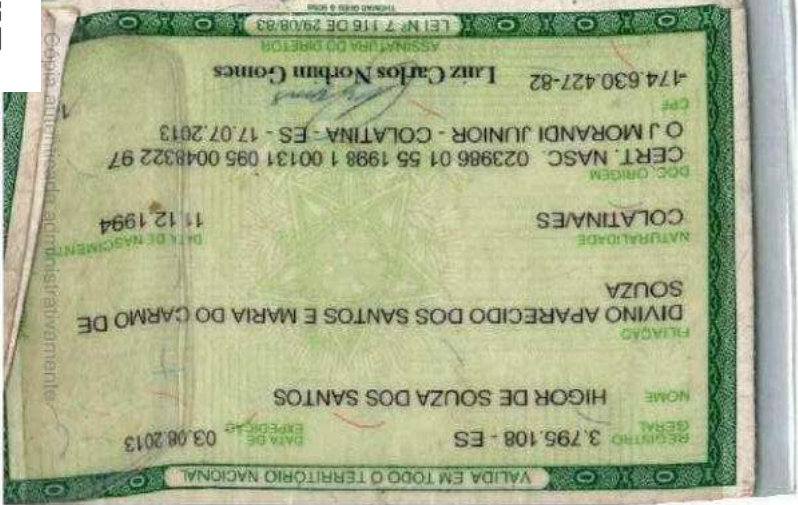 VÁLIDA EM TODO O TERRITÓRIO NACIONAL
REGISTRO GERAL 3.795.108 - ES DATA DE EXPEDIÇÃO 03.08.2013
NOME HIGOR DE SOUZA DOS SANTOS
FILIAÇÃO
DIVINO APARECIDO DOS SANTOS E MARIA DO CARMO DE
SOUZA
NATURALIDADE DATA DE NASCIMENTO
COLATINA/ES 11.12.1994
DOC. ORIGEM
CERT. NASC. 023986 01 55 1998 1 00131 095 0048322 97
O J MORANDI JUNIOR - COLATINA - ES - 17.07.2013
CPF
174.630.427-82 Luiz Carlos Norbim Gomes
ASSINATURA DO DIRETOR
LEI Nº 7.116 DE 29/08/83
Cópia autenticada administrativamente